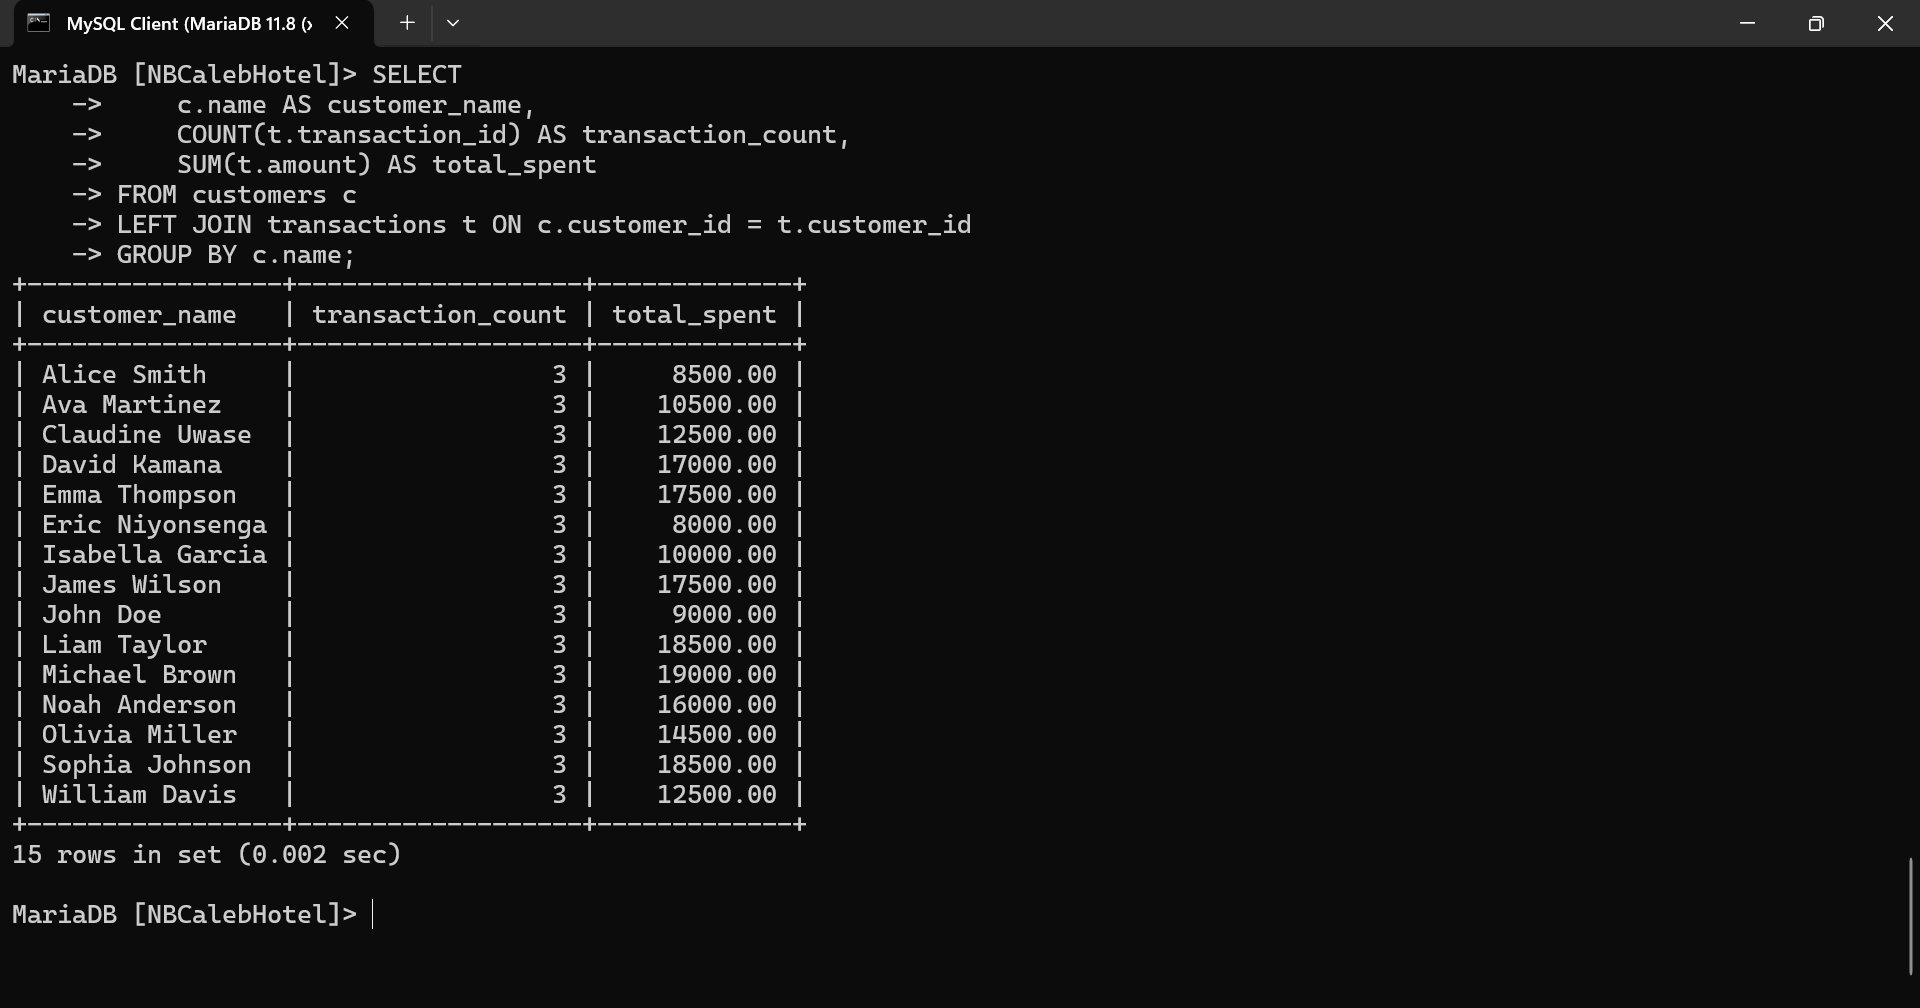 MySQL Client (MariaDB 11.8 (x
MariaDB [NBCalebHotel]> SELECT
    ->     c.name AS customer_name,
    ->     COUNT(t.transaction_id) AS transaction_count,
    ->     SUM(t.amount) AS total_spent
    -> FROM customers c
    -> LEFT JOIN transactions t ON c.customer_id = t.customer_id
    -> GROUP BY c.name;
+-----------------+-------------------+-------------+
| customer_name   | transaction_count | total_spent |
+-----------------+-------------------+-------------+
| Alice Smith     |                 3 |     8500.00 |
| Ava Martinez    |                 3 |    10500.00 |
| Claudine Uwase  |                 3 |    12500.00 |
| David Kamana    |                 3 |    17000.00 |
| Emma Thompson   |                 3 |    17500.00 |
| Eric Niyonsenga |                 3 |     8000.00 |
| Isabella Garcia |                 3 |    10000.00 |
| James Wilson    |                 3 |    17500.00 |
| John Doe        |                 3 |     9000.00 |
| Liam Taylor     |                 3 |    18500.00 |
| Michael Brown   |                 3 |    19000.00 |
| Noah Anderson   |                 3 |    16000.00 |
| Olivia Miller   |                 3 |    14500.00 |
| Sophia Johnson  |                 3 |    18500.00 |
| William Davis   |                 3 |    12500.00 |
+-----------------+-------------------+-------------+
15 rows in set (0.002 sec)
MariaDB [NBCalebHotel]>